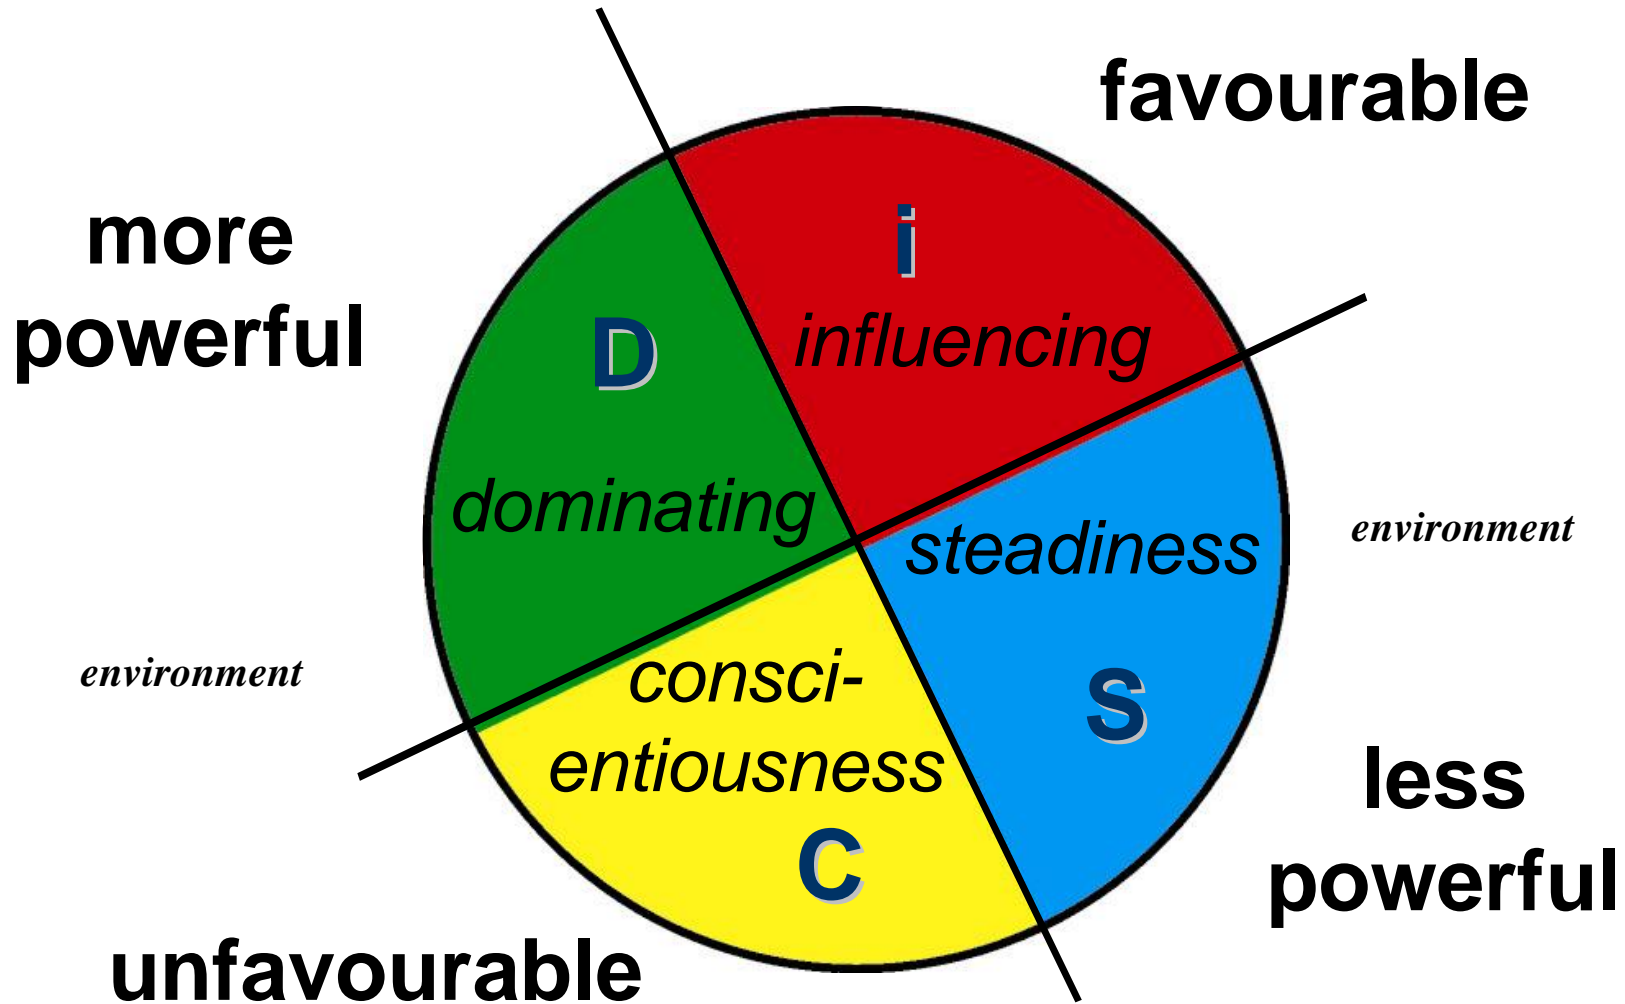 favourable
more
powerful
i
influencing
D
dominating
steadiness
environment
environment
consci-
entiousness
S
C
less
powerful
unfavourable